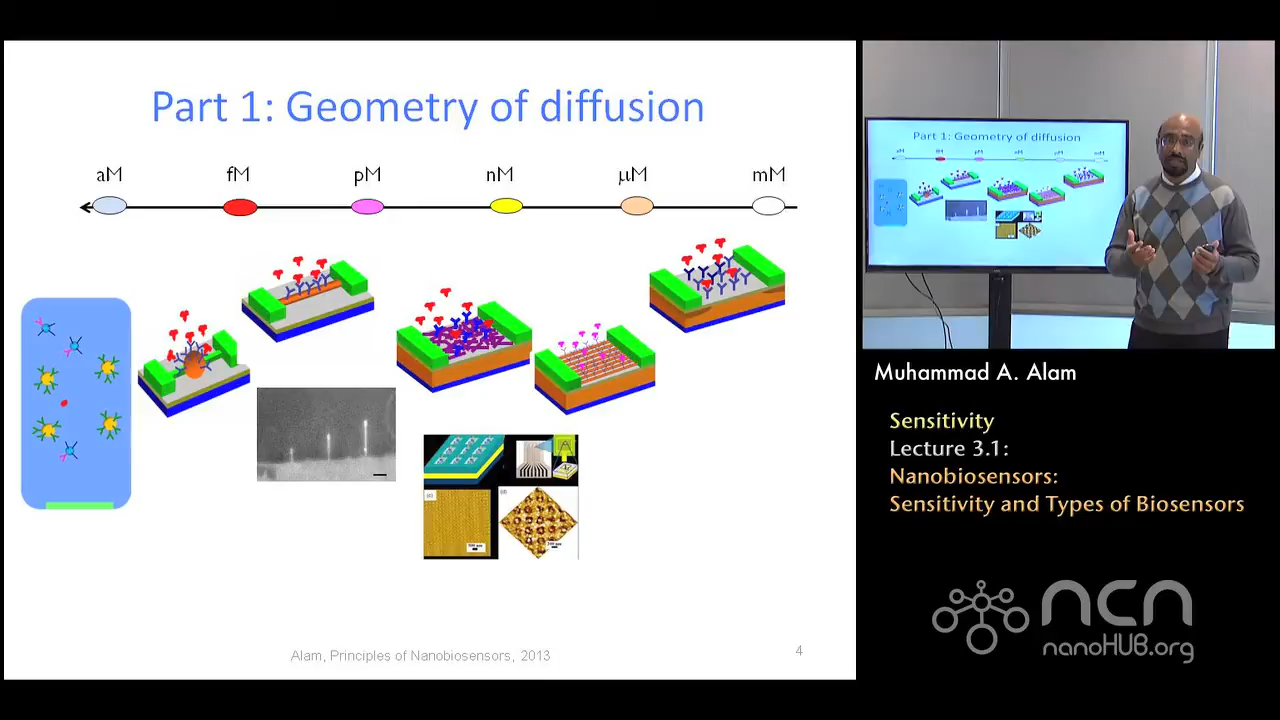 Part 1: Geometry of diffusion
aM fM pM nM μM mM
Alam, Principles of Nanobiosensors, 2013
4
Part 1: Geometry of diffusion
Muhammad A. Alam
Sensitivity
Lecture 3.1:
Nanobiosensors:
Sensitivity and Types of Biosensors
ncn
nanoHUB.org